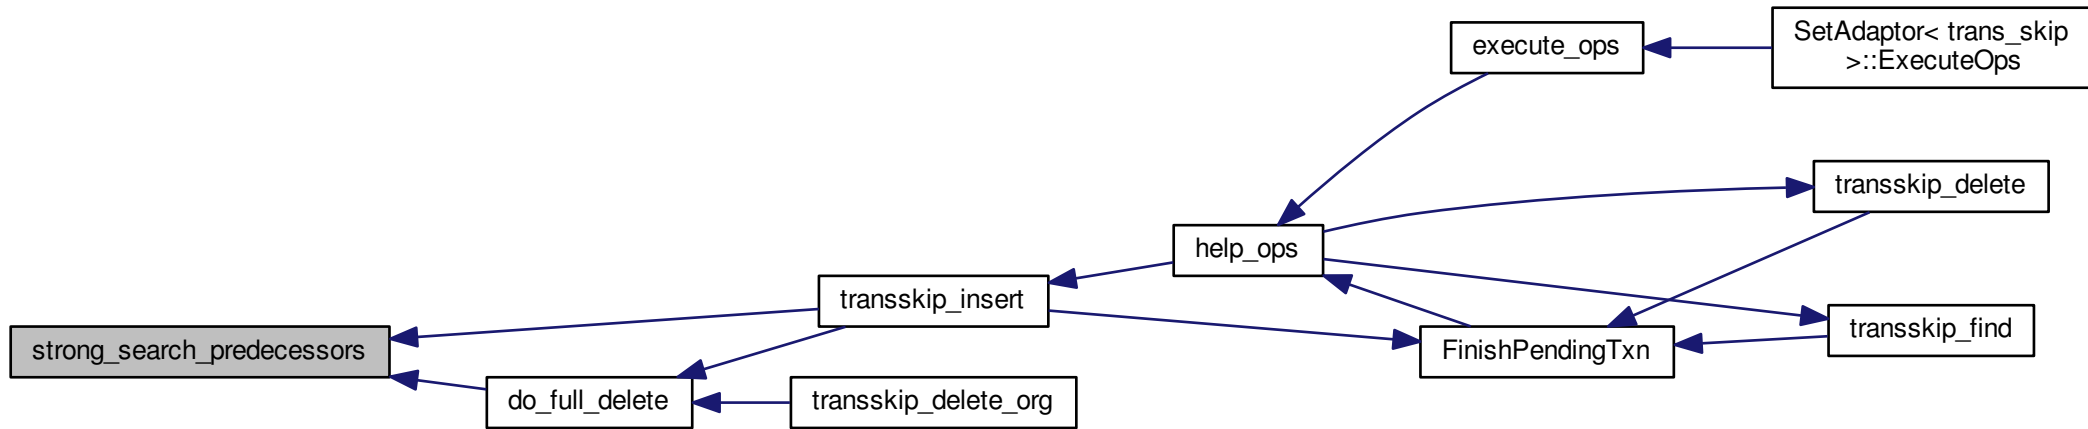 execute_ops
SetAdaptor< trans_skip
>::ExecuteOps
transskip_delete
help_ops
transskip_insert
transskip_find
strong_search_predecessors
FinishPendingTxn
do_full_delete
transskip_delete_org